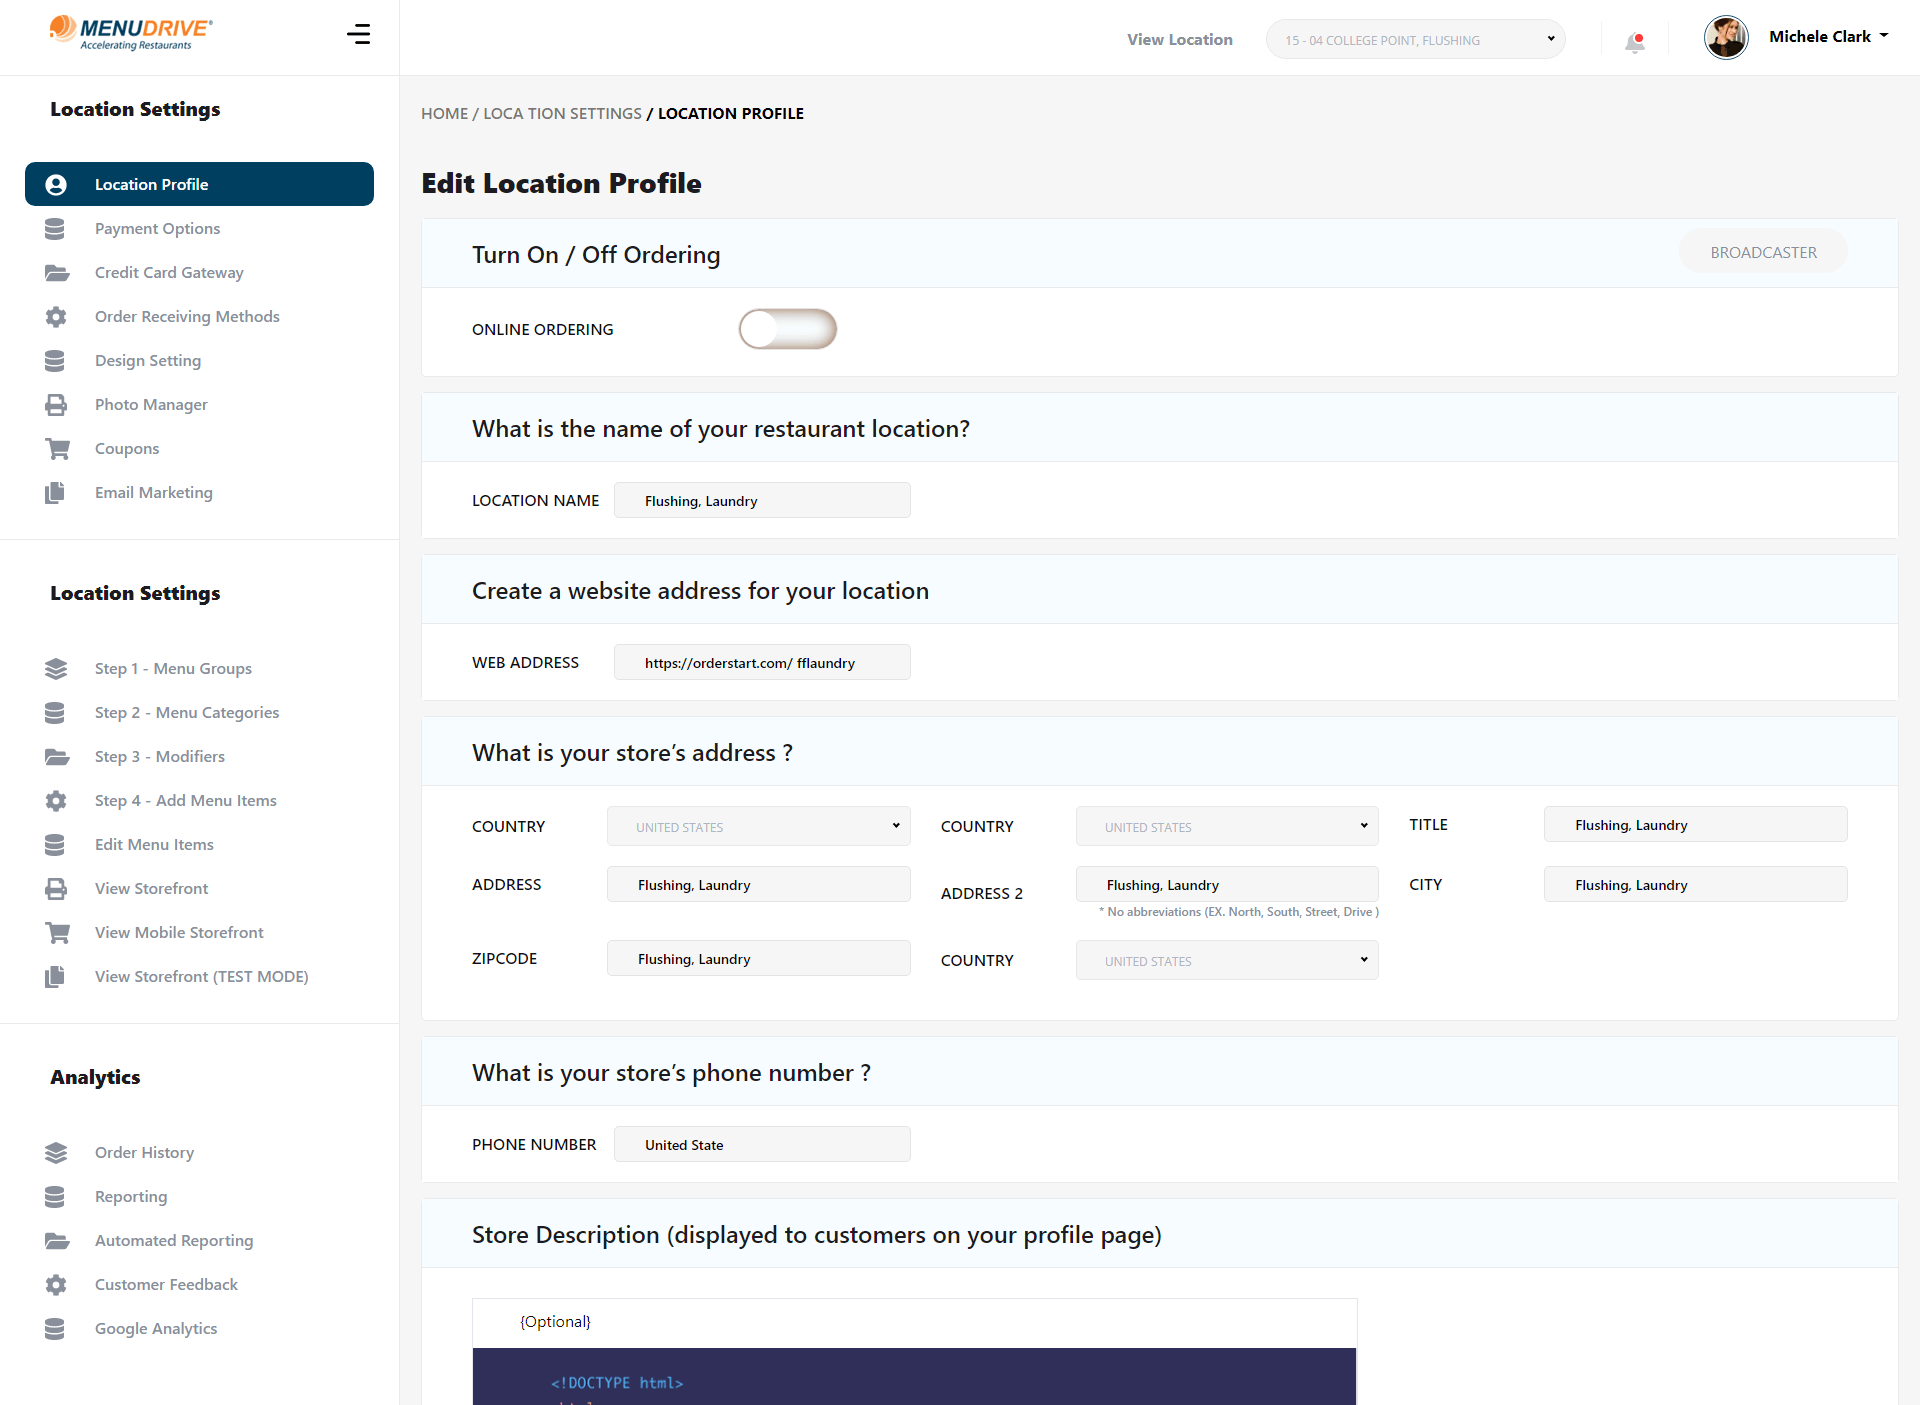 MENUDRIVE®
Accelerating Restaurants
View Location
15 - 04 COLLEGE POINT, FLUSHING
Michele Clark
Location Settings
Location Profile
Payment Options
Credit Card Gateway
Order Receiving Methods
Design Setting
Photo Manager
Coupons
Email Marketing
Location Settings
Step 1 - Menu Groups
Step 2 - Menu Categories
Step 3 - Modifiers
Step 4 - Add Menu Items
Edit Menu Items
View Storefront
View Mobile Storefront
View Storefront (TEST MODE)
Analytics
Order History
Reporting
Automated Reporting
Customer Feedback
Google Analytics
HOME / LOCA TION SETTINGS / LOCATION PROFILE
Edit Location Profile
Turn On / Off Ordering
BROADCASTER
ONLINE ORDERING
What is the name of your restaurant location?
LOCATION NAME Flushing, Laundry
Create a website address for your location
WEB ADDRESS https://orderstart.com/ fflaundry
What is your store’s address ?
COUNTRY UNITED STATES COUNTRY UNITED STATES TITLE Flushing, Laundry
ADDRESS Flushing, Laundry ADDRESS 2 Flushing, Laundry CITY Flushing, Laundry
* No abbreviations (EX. North, South, Street, Drive )
ZIPCODE Flushing, Laundry COUNTRY UNITED STATES
What is your store’s phone number ?
PHONE NUMBER United State
Store Description (displayed to customers on your profile page)
{Optional}
<!DOCTYPE html>